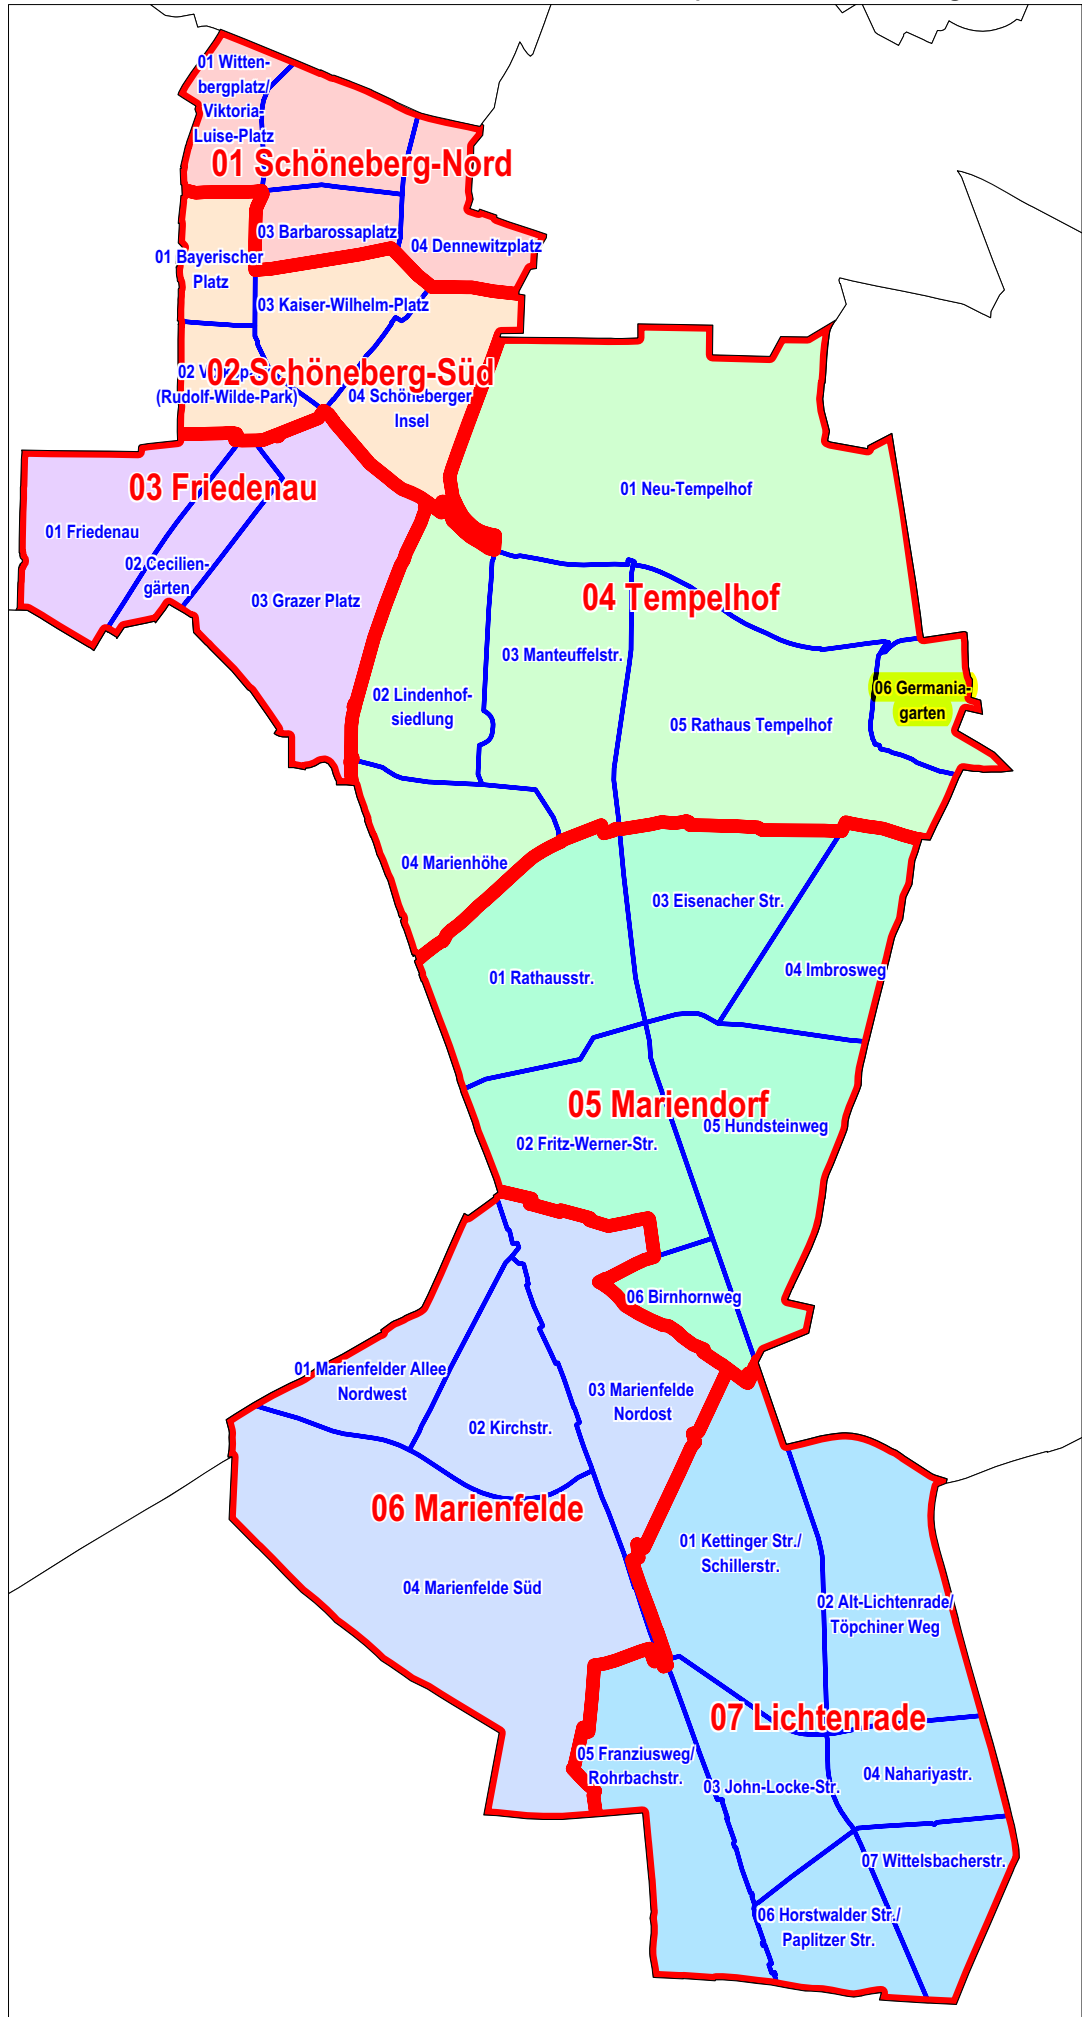 01 Witten-
bergplatz/
Viktoria-
Luise-Platz
01 Schöneberg-Nord
03 Barbarossaplatz
04 Dennewitzplatz
01 Bayerischer
Platz
03 Kaiser-Wilhelm-Platz
02 Schöneberg-Süd
02
(Rudolf-Wilde-Park)
04 Schöneberger
Insel
03 Friedenau
01 Friedenau
02 Cecilien-
gärten
03 Grazer Platz
01 Neu-Tempelhof
04 Tempelhof
03 Manteuffelstr.
02 Lindenhof-
siedlung
06 Germania-
garten
05 Rathaus Tempelhof
04 Marienhöhe
03 Eisenacher Str.
01 Rathausstr.
04 Imbrosweg
05 Mariendorf
05 Hundsteinweg
02 Fritz-Werner-Str.
06 Birnhornweg
01 Marienfelder Allee
Nordwest
03 Marienfelde
Nordost
02 Kirchstr.
06 Marienfelde
04 Marienfelde Süd
01 Kettinger Str./
Schillerstr.
02 Alt-Lichtenrade/
Töpchiner Weg
07 Lichtenrade
05 Franziusweg/
Rohrbachstr.
03 John-Locke-Str.
04 Nahariyastr.
07 Wittelsbacherstr.
06 Horstwalder Str./
Paplitzer Str.